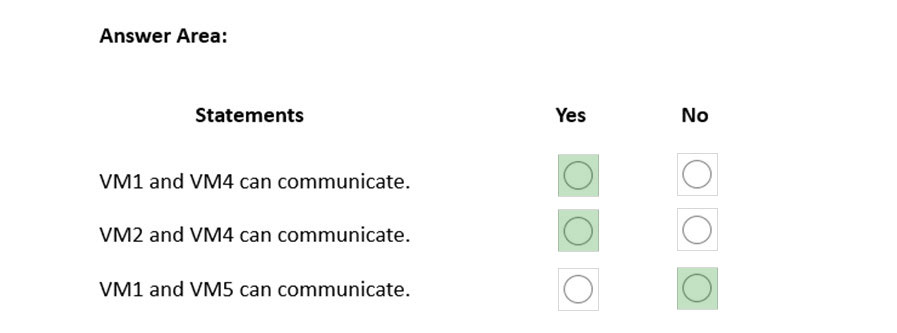 Answer Area:
Statements Yes No
VM1 and VM4 can communicate.
VM2 and VM4 can communicate.
VM1 and VM5 can communicate.